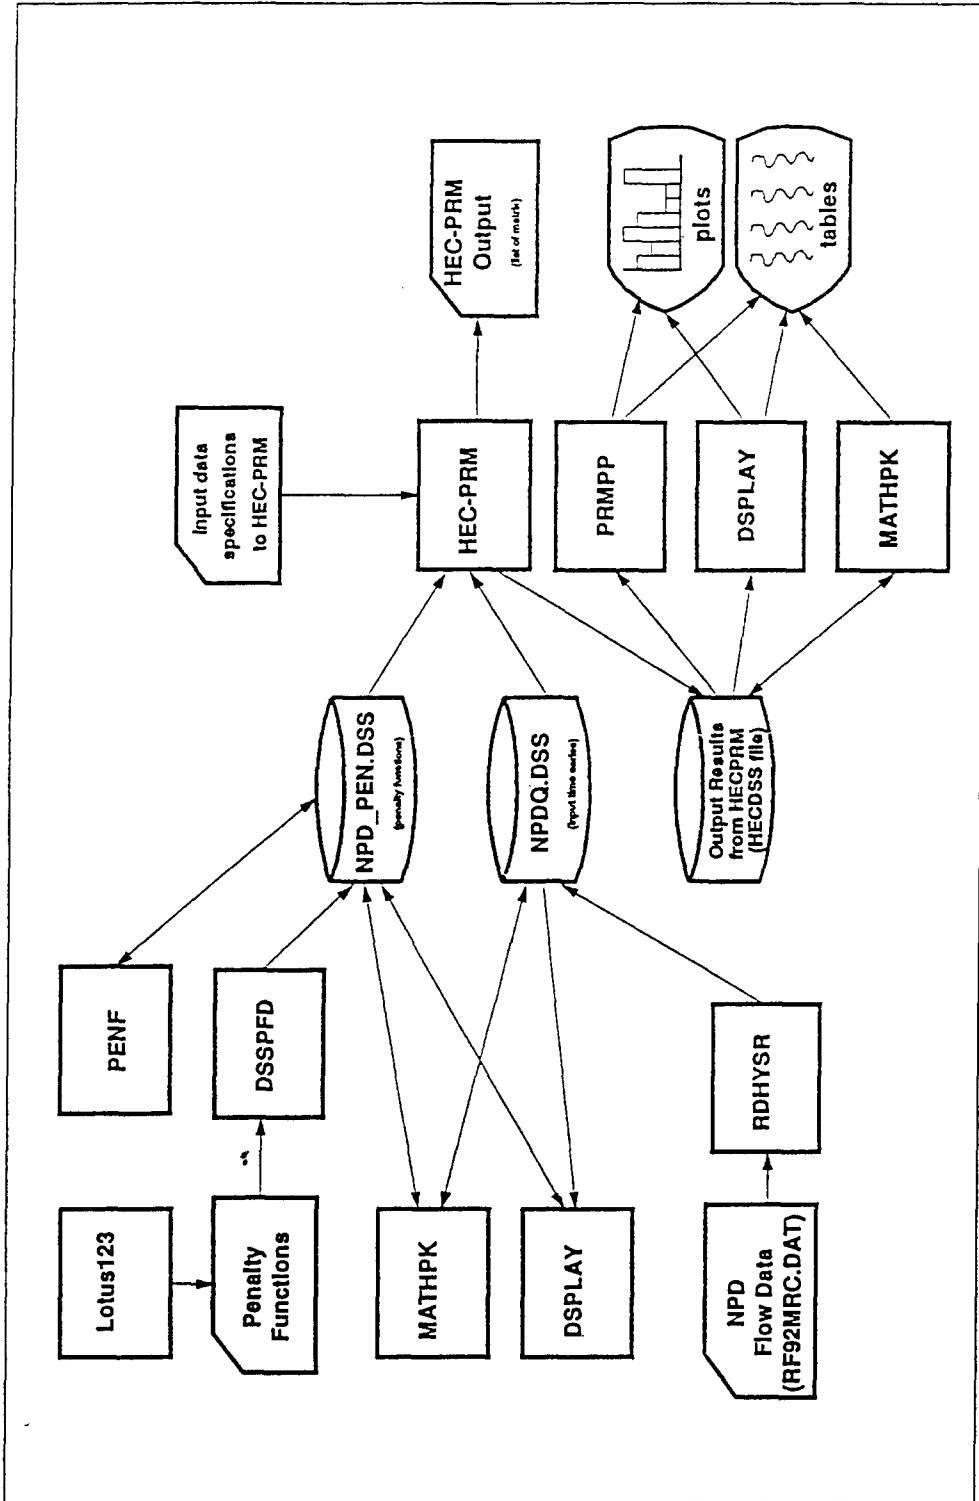 Lotus123
PENF
Penalty
Functions
DSSPFD
Input data
specifications
to HEC-PRM
NPD_PEN.DSS
(penalty functions)
MATHPK
HEC-PRM
HEC-PRM
Output
NPDQ.DSS
(input time series)
DSPLAY
PRMPP
plots
Output Results
from HECPRM
(HECDSS file)
DSPLAY
tables
NPD
Flow Data
(RF92MRC.DAT)
RDHYSR
MATHPK